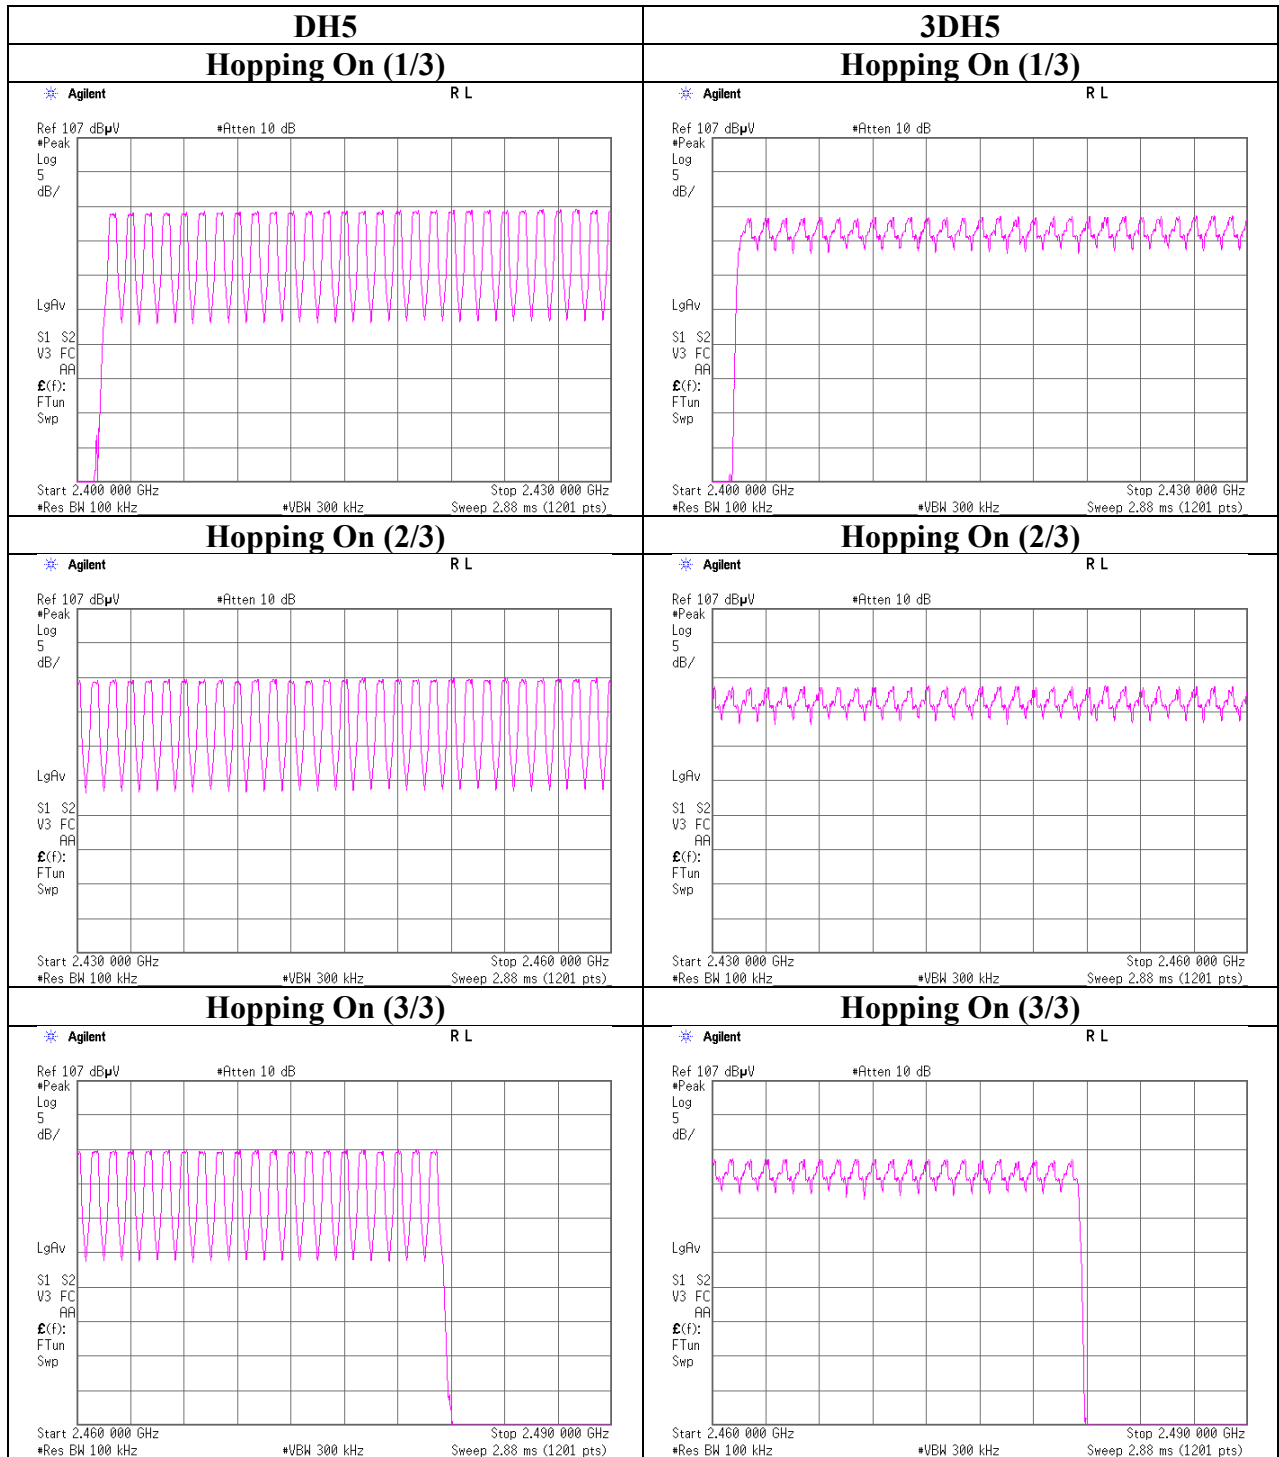 DH5 3DH5
Hopping On (1/3) Hopping On (1/3)
Agilent R L Agilent R L
Ref 107 dBµV #Atten 10 dB Ref 107 dBµV #Atten 10 dB
#Peak #Peak
Log Log
5 5
dB/ dB/
LgAv LgAv
S1 S2 S1 S2
V3 FC V3 FC
AA AA
£(f): £(f):
FTun FTun
Swp Swp
Start 2.400 000 GHz Stop 2.430 000 GHz Start 2.400 000 GHz Stop 2.430 000 GHz
#Res BW 100 kHz #VBW 300 kHz Sweep 2.88 ms (1201 pts) #Res BW 100 kHz #VBW 300 kHz Sweep 2.88 ms (1201 pts)
Hopping On (2/3) Hopping On (2/3)
Agilent R L Agilent R L
Ref 107 dBµV #Atten 10 dB Ref 107 dBµV #Atten 10 dB
#Peak #Peak
Log Log
5 5
dB/ dB/
LgAv LgAv
S1 S2 S1 S2
V3 FC V3 FC
AA AA
£(f): £(f):
FTun FTun
Swp Swp
Start 2.430 000 GHz Stop 2.460 000 GHz Start 2.430 000 GHz Stop 2.460 000 GHz
#Res BW 100 kHz #VBW 300 kHz Sweep 2.88 ms (1201 pts) #Res BW 100 kHz #VBW 300 kHz Sweep 2.88 ms (1201 pts)
Hopping On (3/3) Hopping On (3/3)
Agilent R L Agilent R L
Ref 107 dBµV #Atten 10 dB Ref 107 dBµV #Atten 10 dB
#Peak #Peak
Log Log
5 5
dB/ dB/
LgAv LgAv
S1 S2 S1 S2
V3 FC V3 FC
AA AA
£(f): £(f):
FTun FTun
Swp Swp
Start 2.460 000 GHz Stop 2.490 000 GHz Start 2.460 000 GHz Stop 2.490 000 GHz
#Res BW 100 kHz #VBW 300 kHz Sweep 2.88 ms (1201 pts) #Res BW 100 kHz #VBW 300 kHz Sweep 2.88 ms (1201 pts)